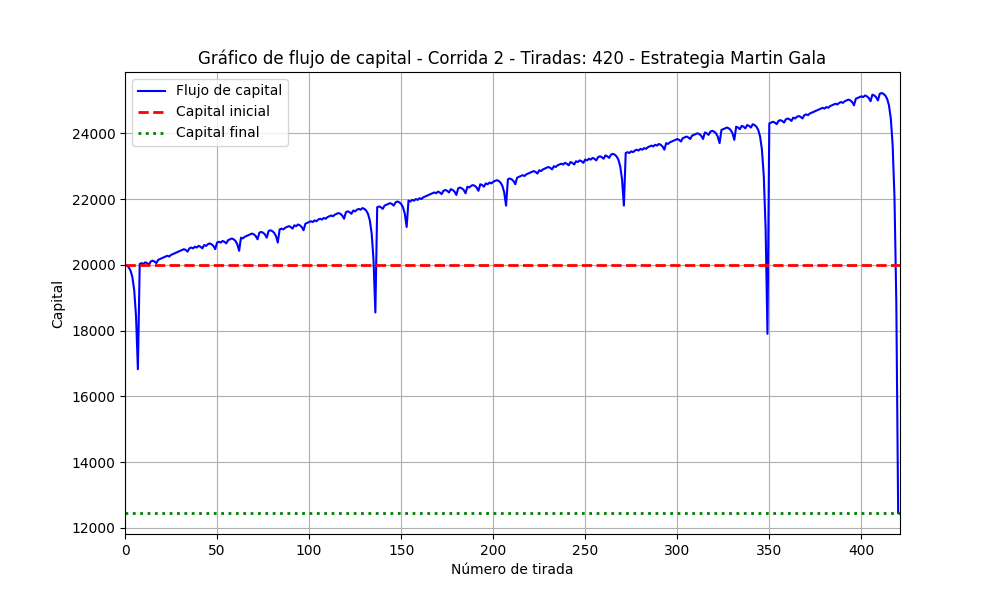 Gráfico de flujo de capital - Corrida 2 - Tiradas: 420 - Estrategia Martin Gala
Flujo de capital
Capital inicial
Capital final
24000
22000
20000
18000
16000
14000
12000
Capital
0 50 100 150 200 250 300 350 400
Número de tirada